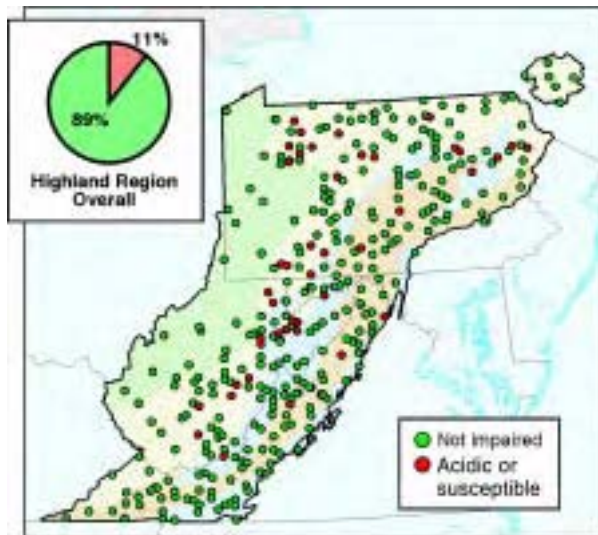 11%
89%
Highland Region
Overall
Not impaired
Acidic or
susceptible